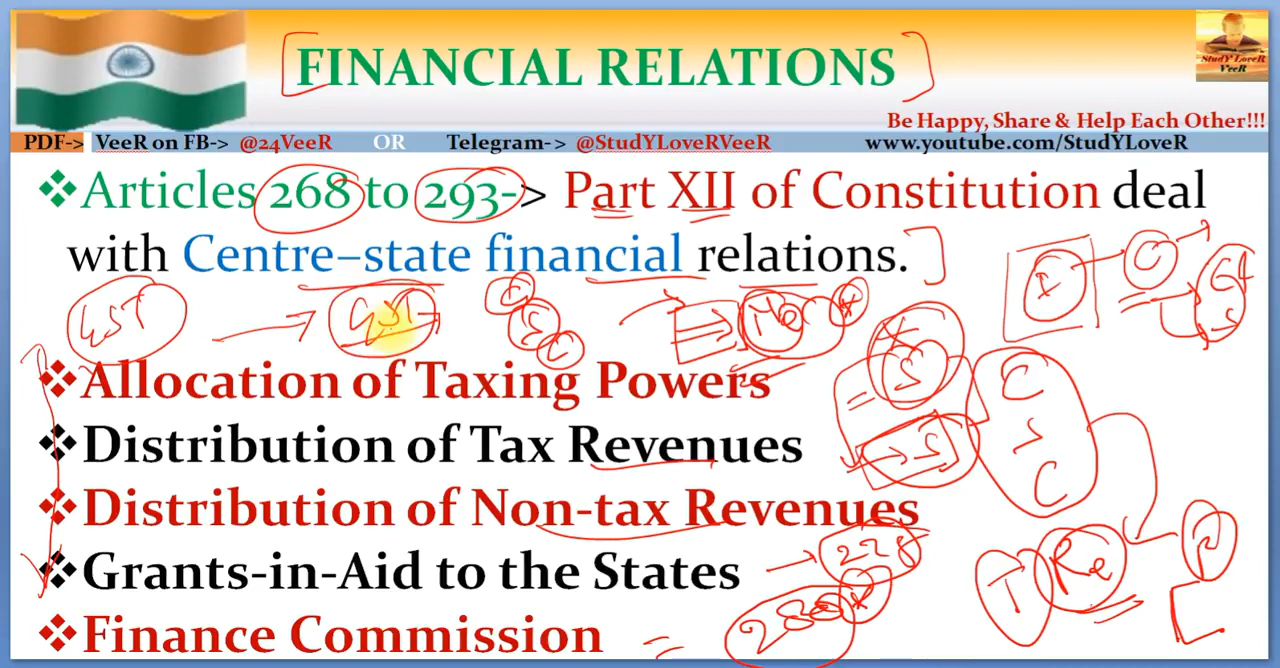 FINANCIAL RELATIONS
StudY LoveR
VeeR
Be Happy, Share & Help Each Other!!!
PDF-> VeeR on FB-> @24VeeR OR Telegram-> @StudYLoveRVeeR www.youtube.com/StudYLoveR
❖Articles 268 to 293-> Part XII of Constitution deal
with Centre–state financial relations.
GST GST
❖Allocation of Taxing Powers
❖Distribution of Tax Revenues
❖Distribution of Non-tax Revenues
❖Grants-in-Aid to the States
❖Finance Commission